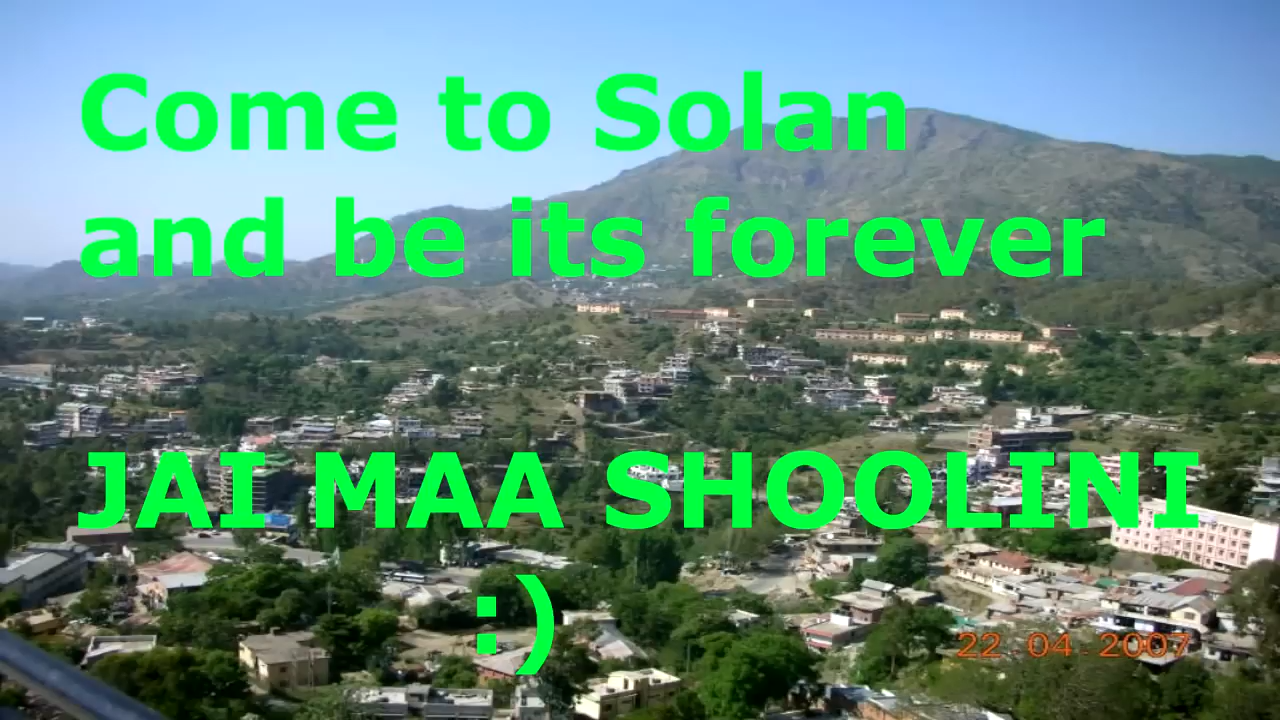 Come to Solan
and be its forever
JAI MAA SHOOLINI
:)
22.04.2007